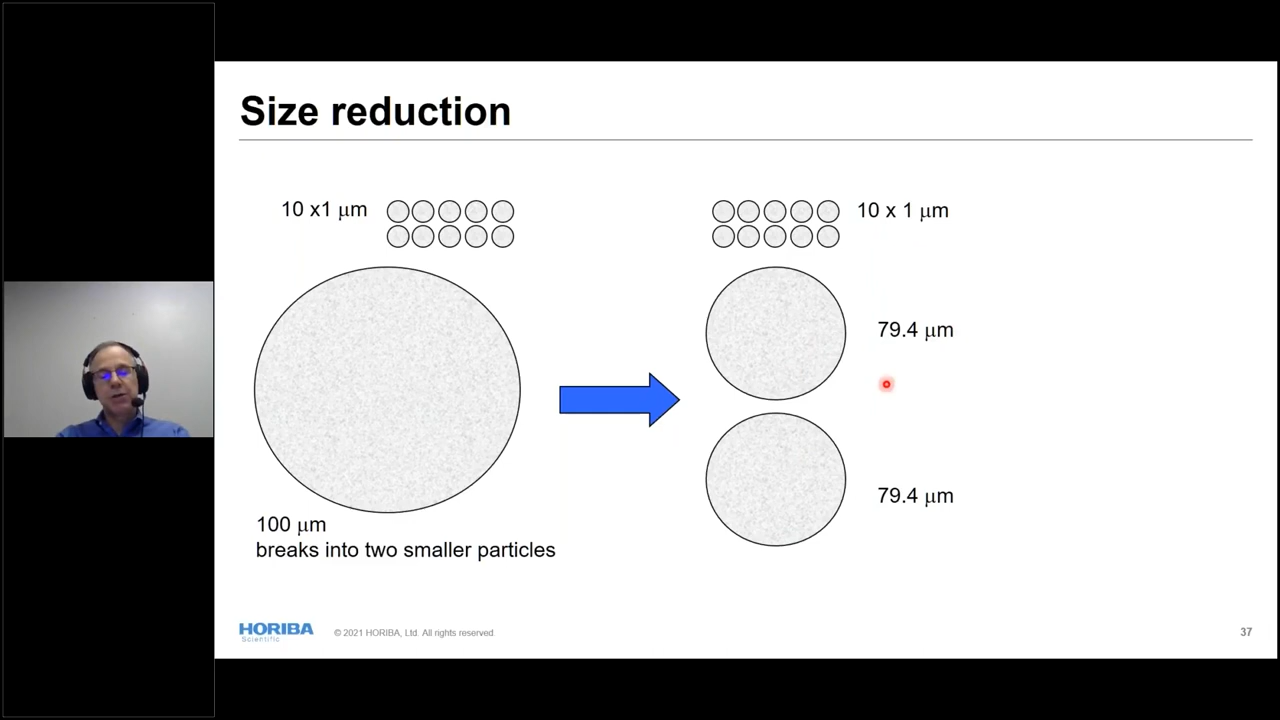 Size reduction
10 x1 μm
10 x 1 μm
79.4 μm
79.4 μm
100 μm
breaks into two smaller particles
HORIBA
Scientific
© 2021 HORIBA, Ltd. All rights reserved.
37